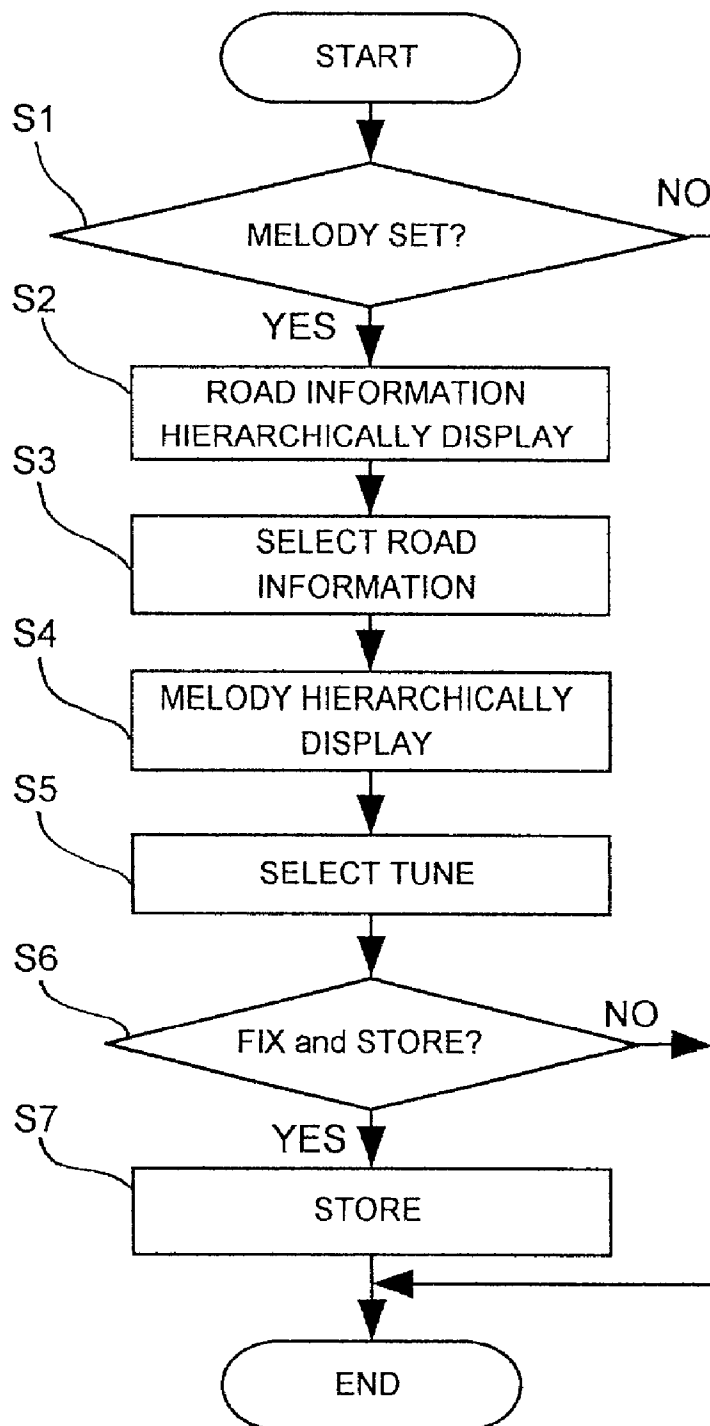 START
S1
NO
MELODY SET?
S2
YES
ROAD INFORMATION
HIERARCHICALLY DISPLAY
S3
SELECT ROAD
INFORMATION
S4
MELODY HIERARCHICALLY
DISPLAY
S5
SELECT TUNE
S6
NO
FIX and STORE?
S7
YES
STORE
END